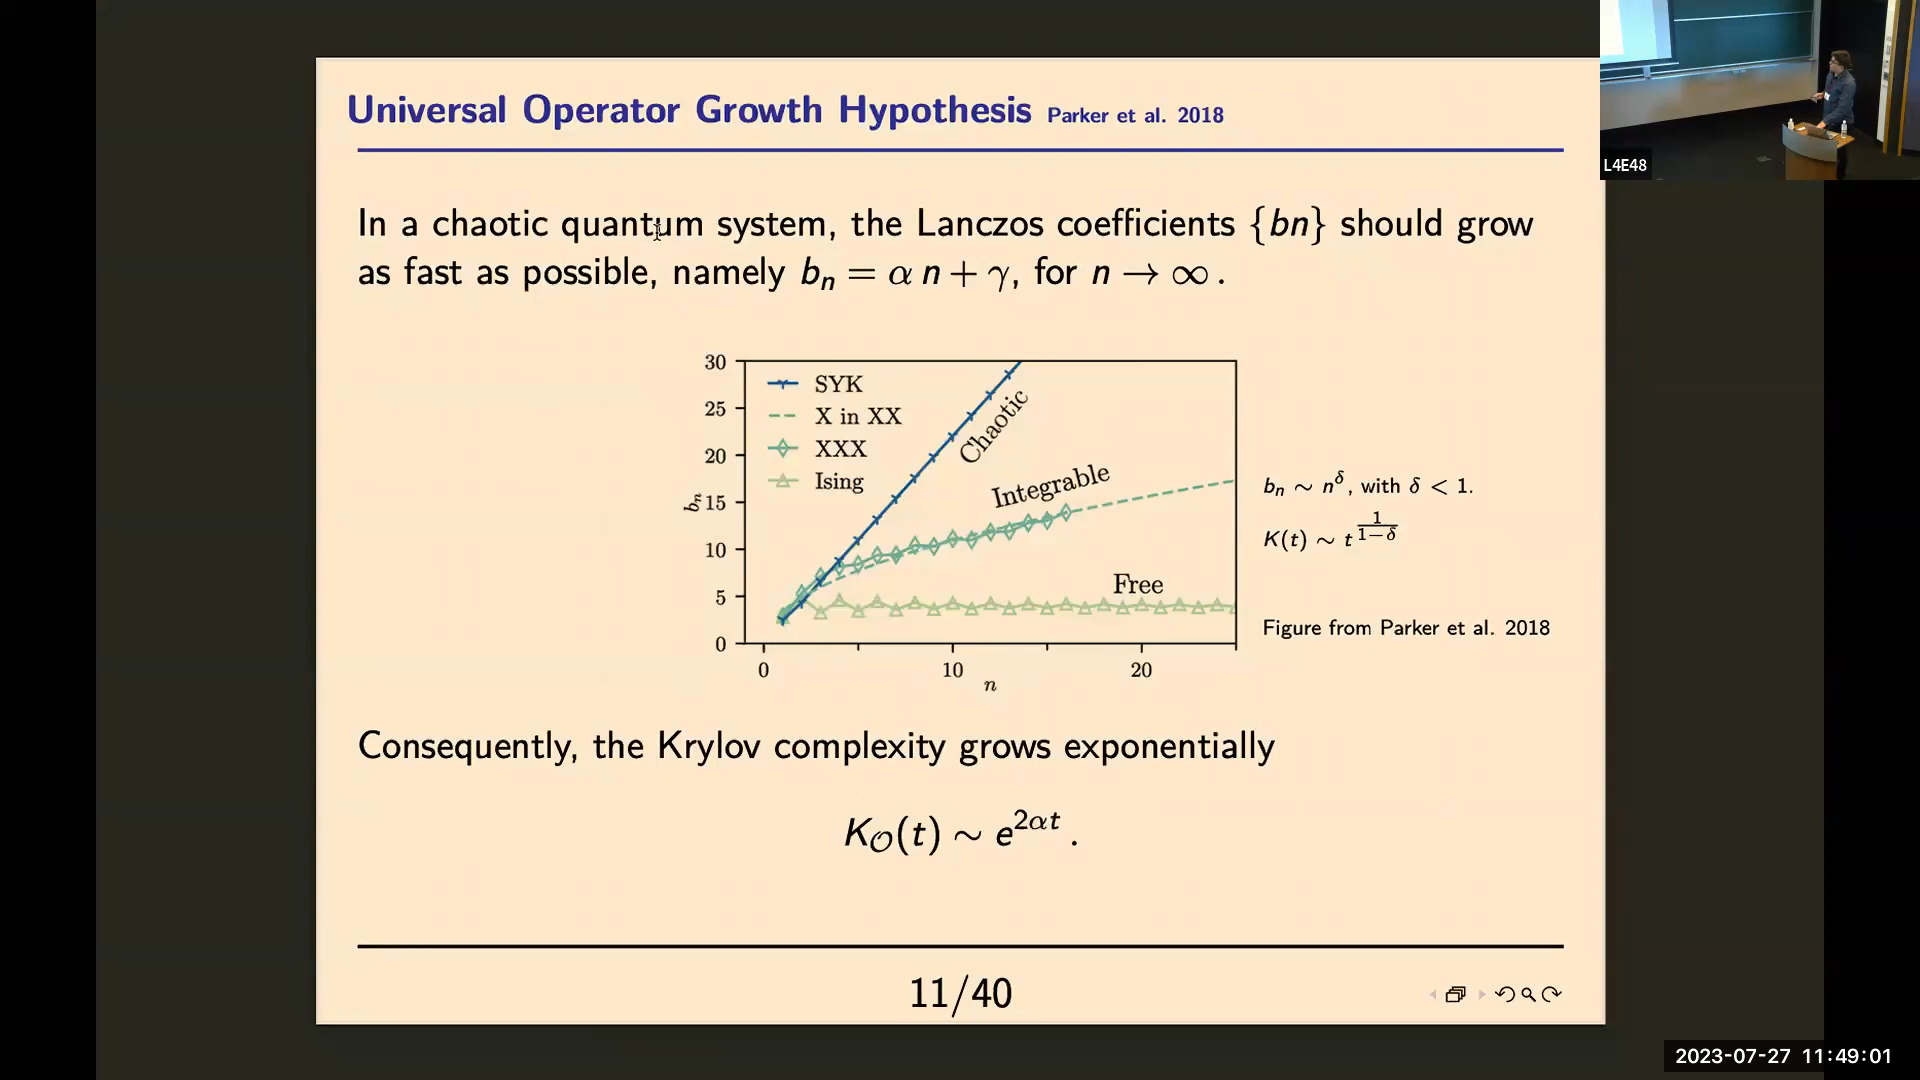 Universal Operator Growth Hypothesis Parker et al. 2018
In a chaotic quantum system, the Lanczos coefficients {bn} should grow
as fast as possible, namely bₙ = α n + γ, for n → ∞ .
30
25
20
15
10
5
0
bₙ
SYK
X in XX
XXX
Ising
Chaotic
Integrable
Free
0
10
20
n
bₙ ∼ n^δ, with δ < 1.
K(t) ∼ t^(1/(1−δ))
Figure from Parker et al. 2018
Consequently, the Krylov complexity grows exponentially
K_𝒪(t) ∼ e^(2αt) .
11/40
L4E48
2023-07-27 11:49:01